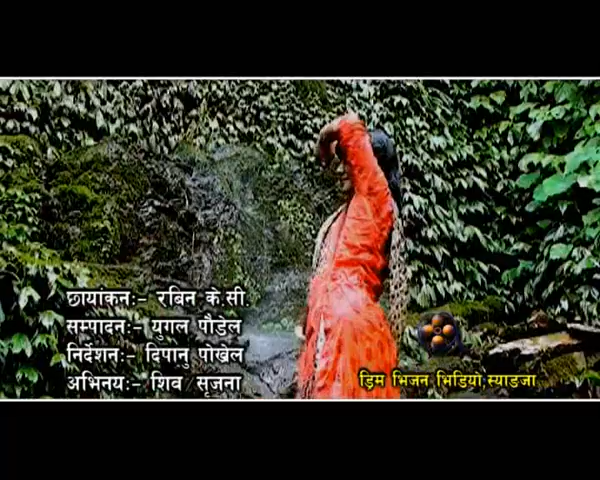 छायांकनः- रबिन के.सी.
सम्पादनः- युगल पौडेल
निर्देशनः- दिपानु पोखेल
अभिनयः- शिव सृजना
ड्रिम भिजन भिडियो,स्याङजा